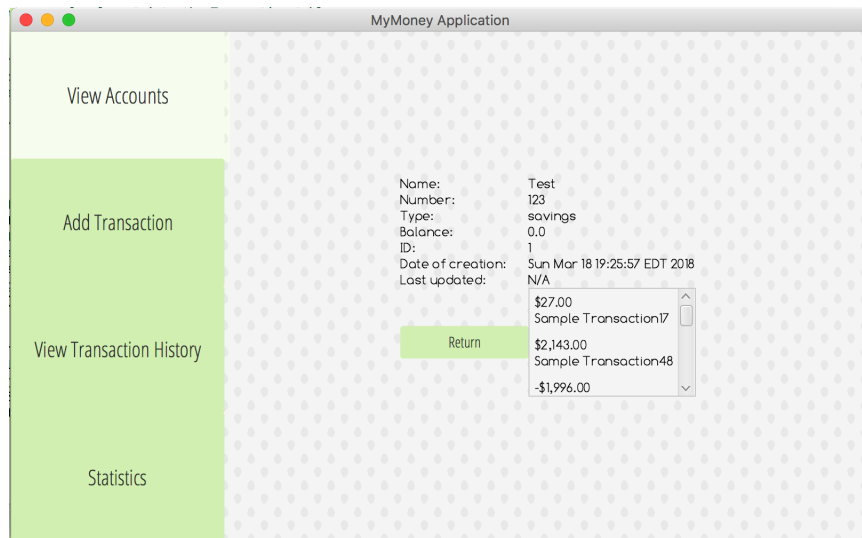 MyMoney Application
View Accounts
Add Transaction
View Transaction History
Statistics
Name: Test
Number: 123
Type: savings
Balance: 0.0
ID: 1
Date of creation: Sun Mar 18 19:25:57 EDT 2018
Last updated: N/A
$27.00
Sample Transaction17
$2,143.00
Sample Transaction48
-$1,996.00
Return